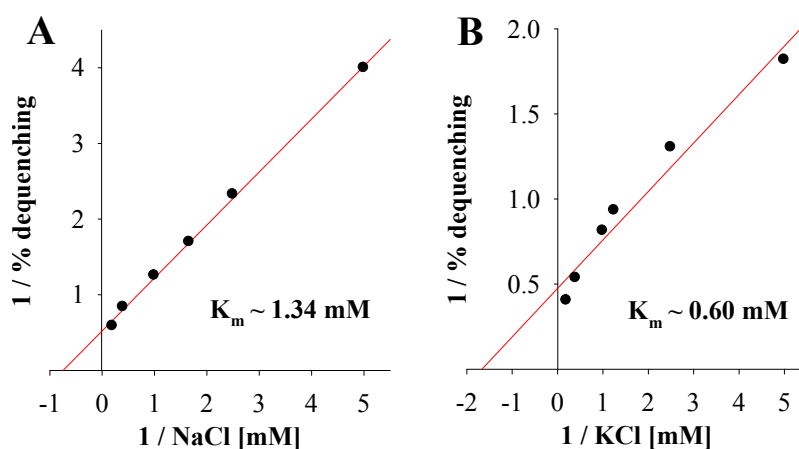 A
1 / % dequenching
4
3
2
1
K_m ~ 1.34 mM
-1 0 1 2 3 4 5
1 / NaCl [mM]
B
1 / % dequenching
2.0
1.5
1.0
0.5
K_m ~ 0.60 mM
-2 -1 0 1 2 3 4 5
1 / KCl [mM]